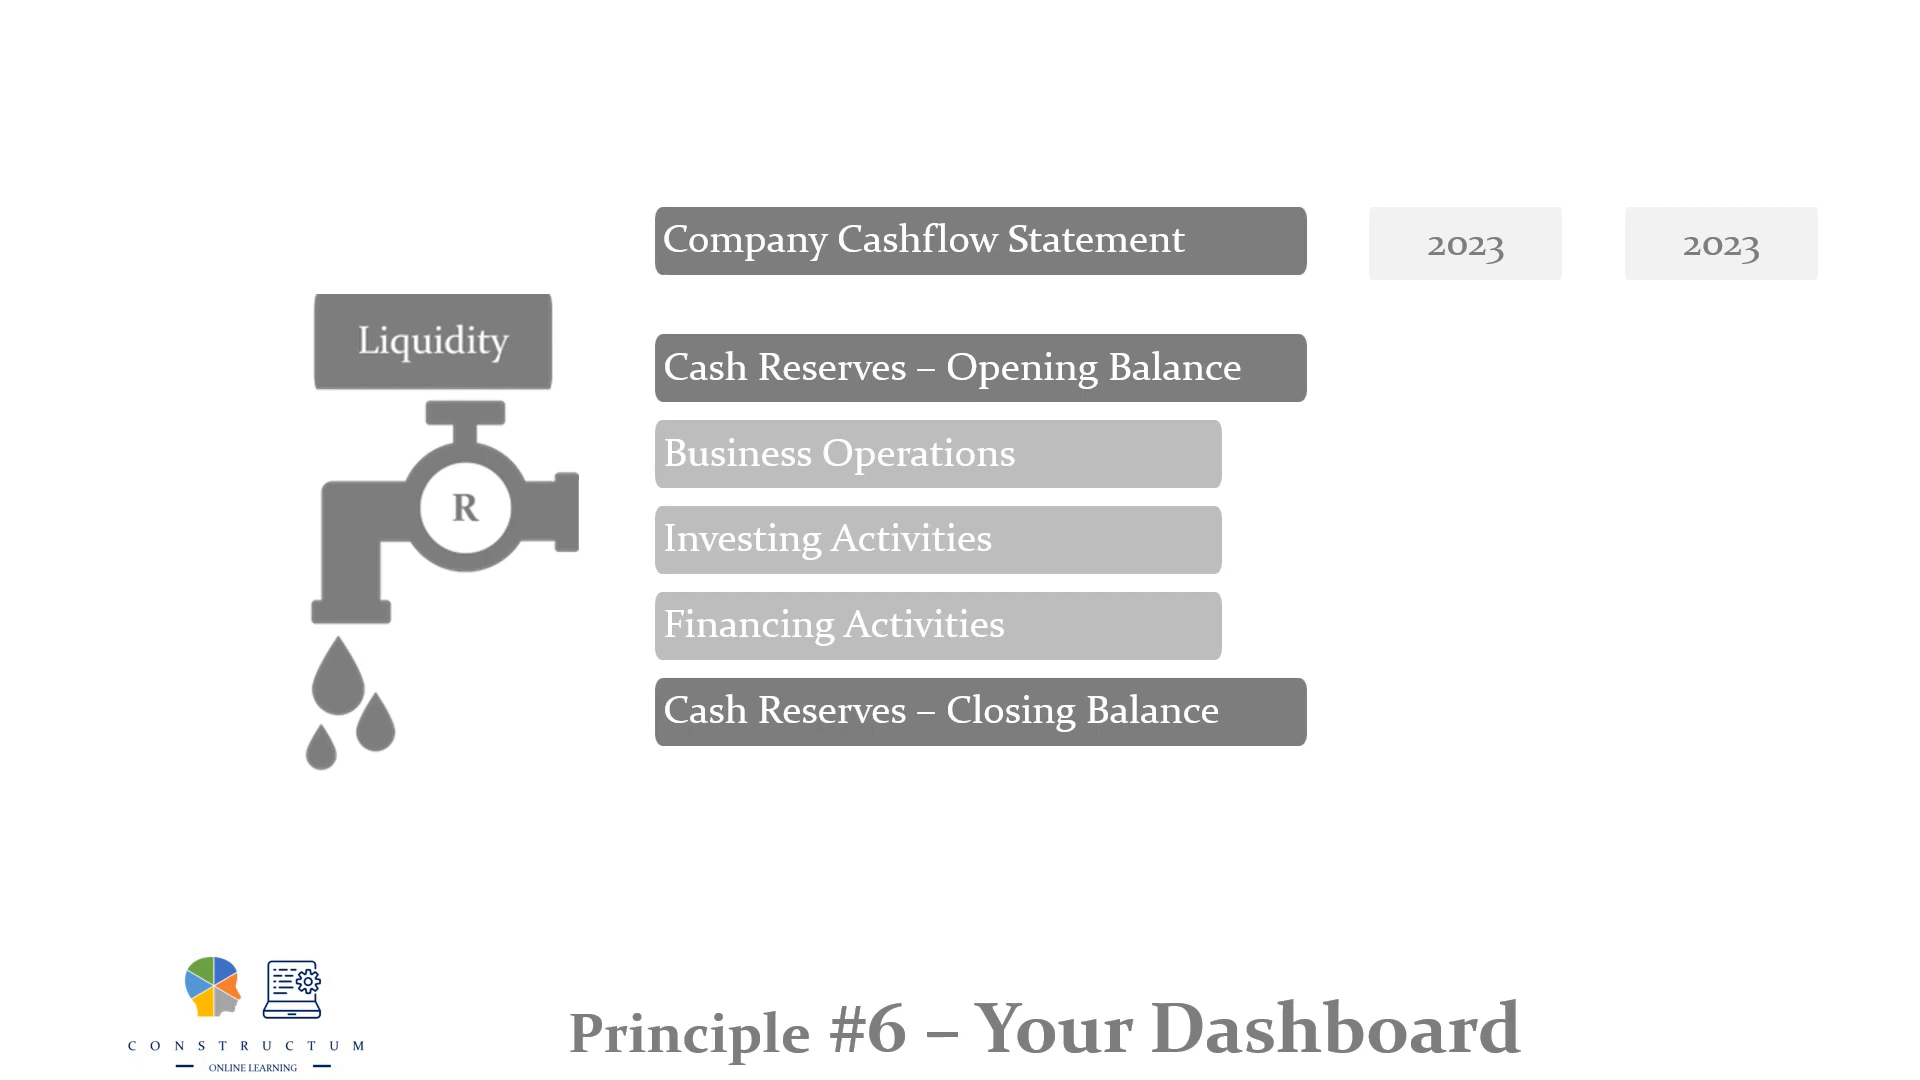 Company Cashflow Statement
2023
2023
Liquidity
Cash Reserves – Opening Balance
Business Operations
R
Investing Activities
Financing Activities
Cash Reserves – Closing Balance
CONSTRUCTUM
ONLINE LEARNING
Principle #6 – Your Dashboard